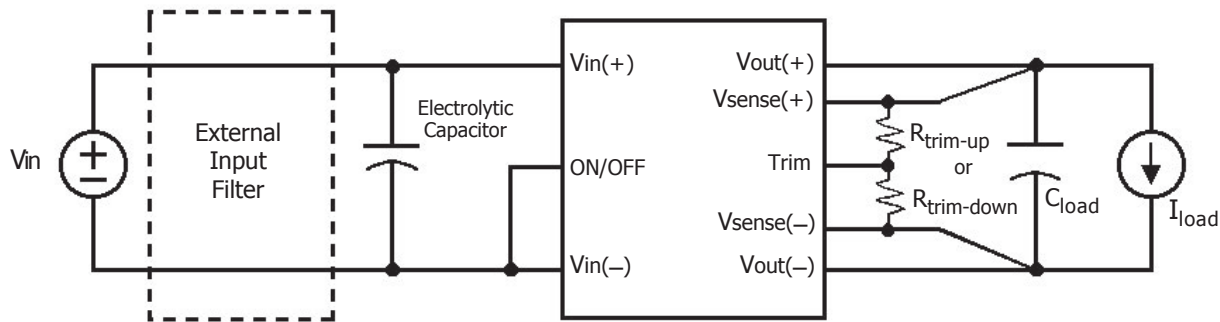 Vin
External
Input
Filter
Electrolytic
Capacitor
Vin(+)
ON/OFF
Vin(–)
Vout(+)
Vsense(+)
Trim
Vsense(–)
Vout(–)
Rtrim-up
or
Rtrim-down
Cload
Iload